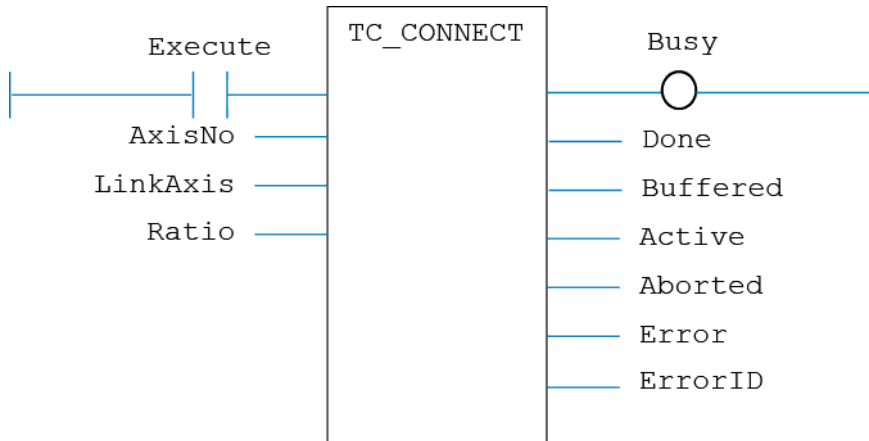 TC_CONNECT
Execute
Busy
AxisNo
Done
LinkAxis
Buffered
Ratio
Active
Aborted
Error
ErrorID